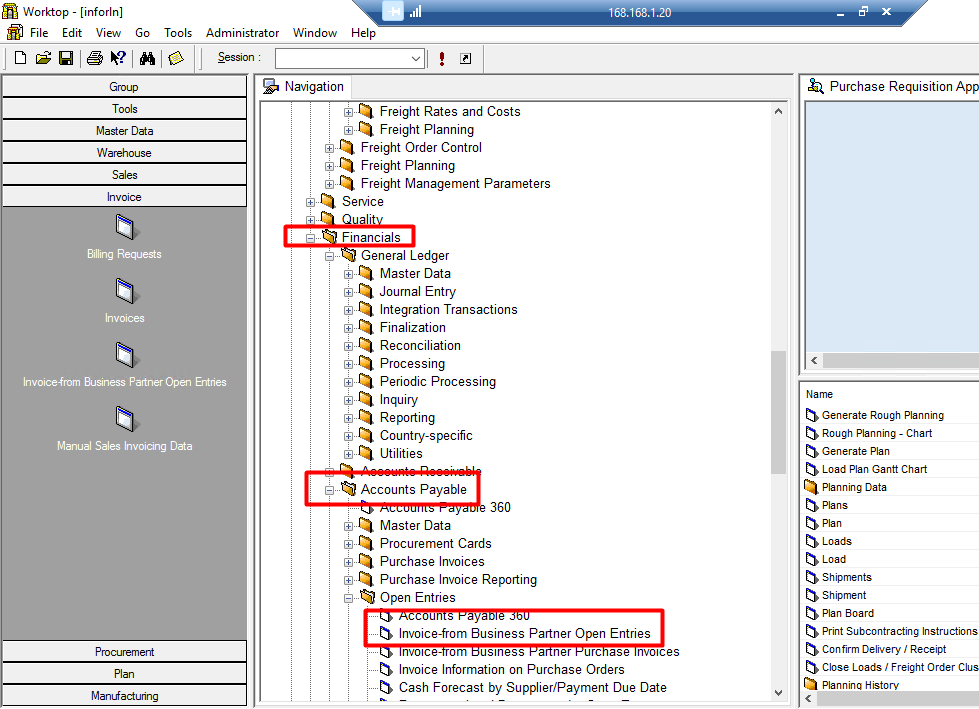 Worktop - [inforln]
168.168.1.20
File Edit View Go Tools Administrator Window Help
Session :
Group
Tools
Master Data
Warehouse
Sales
Invoice
Billing Requests
Invoices
Invoice-from Business Partner Open Entries
Manual Sales Invoicing Data
Procurement
Plan
Manufacturing
Navigation
Freight Rates and Costs
Freight Planning
Freight Order Control
Freight Planning
Freight Management Parameters
Service
Quality
Financials
General Ledger
Master Data
Journal Entry
Integration Transactions
Finalization
Reconciliation
Processing
Periodic Processing
Inquiry
Reporting
Country-specific
Utilities
Accounts Receivable
Accounts Payable
Accounts Payable 360
Master Data
Procurement Cards
Purchase Invoices
Purchase Invoice Reporting
Open Entries
Accounts Payable 360
Invoice-from Business Partner Open Entries
Invoice-from Business Partner Purchase Invoices
Invoice Information on Purchase Orders
Cash Forecast by Supplier/Payment Due Date
Purchase Requisition App
Name
Generate Rough Planning
Rough Planning - Chart
Generate Plan
Load Plan Gantt Chart
Planning Data
Plans
Plan
Loads
Load
Shipments
Shipment
Plan Board
Print Subcontracting Instructions
Confirm Delivery / Receipt
Close Loads / Freight Order Clus
Planning History